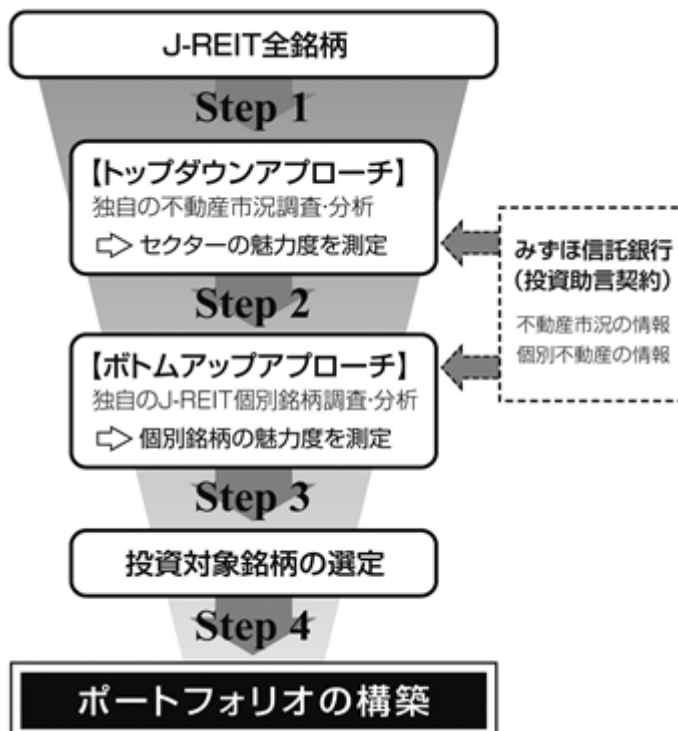 J-REIT全銘柄
Step 1
【トップダウンアプローチ】
独自の不動産市況調査・分析
⇨ セクターの魅力度を測定
Step 2
【ボトムアップアプローチ】
独自のJ-REIT個別銘柄調査・分析
⇨ 個別銘柄の魅力度を測定
みずほ信託銀行
（投資助言契約）
不動産市況の情報
個別不動産の情報
Step 3
投資対象銘柄の選定
Step 4
ポートフォリオの構築